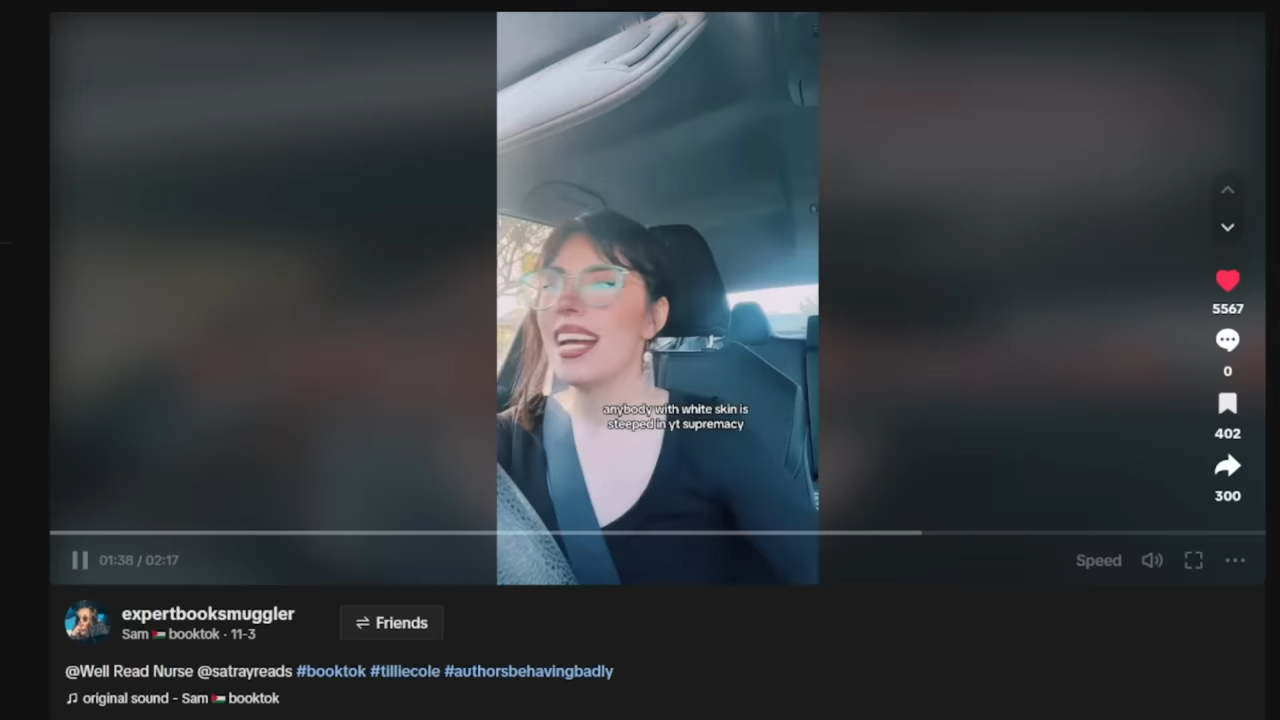 anybody with white skin is
steeped in yt supremacy
5567
0
402
300
01:38 / 02:17
Speed
expertbooksmuggler
Sam 🇵🇸 booktok · 11-3
Friends
@Well Read Nurse @satrayreads #booktok #tilliecole #authorsbehavingbadly
original sound - Sam 🇵🇸 booktok